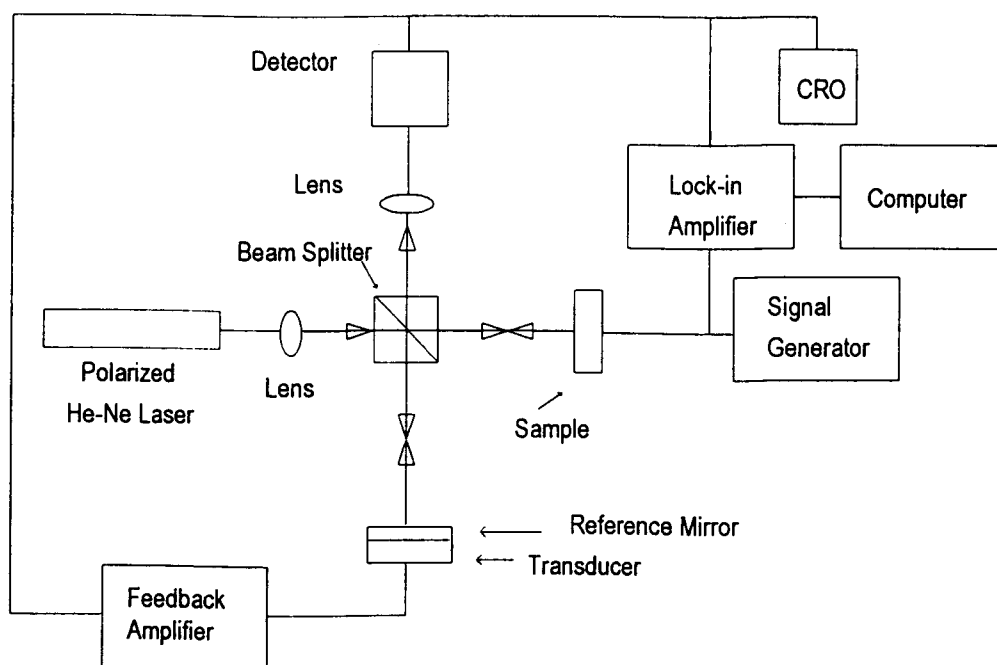 Detector
CRO
Lens
Lock-in
Amplifier
Computer
Beam Splitter
Signal
Generator
Polarized
He-Ne Laser
Lens
Sample
Reference Mirror
Transducer
Feedback
Amplifier